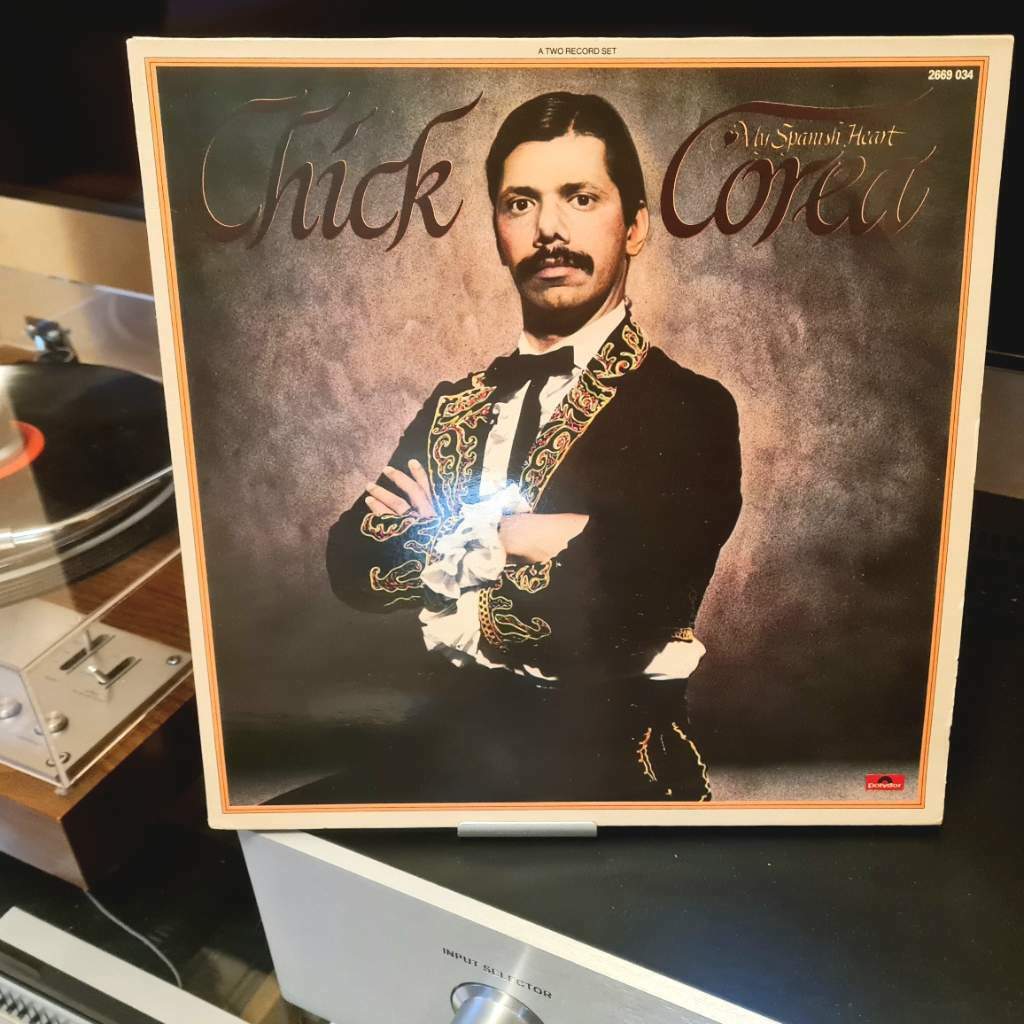 A TWO RECORD SET
2669 034
Chick Corea
My Spanish Heart
polydor
INPUT SELECTOR